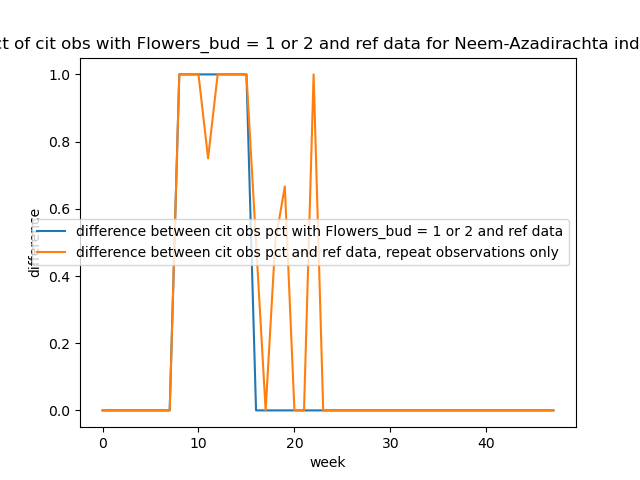 ct of cit obs with Flowers_bud = 1 or 2 and ref data for Neem-Azadirachta ind
1.0
0.8
0.6
0.4
0.2
0.0
difference
difference between cit obs pct with Flowers_bud = 1 or 2 and ref data
difference between cit obs pct and ref data, repeat observations only
0 10 20 30 40
week